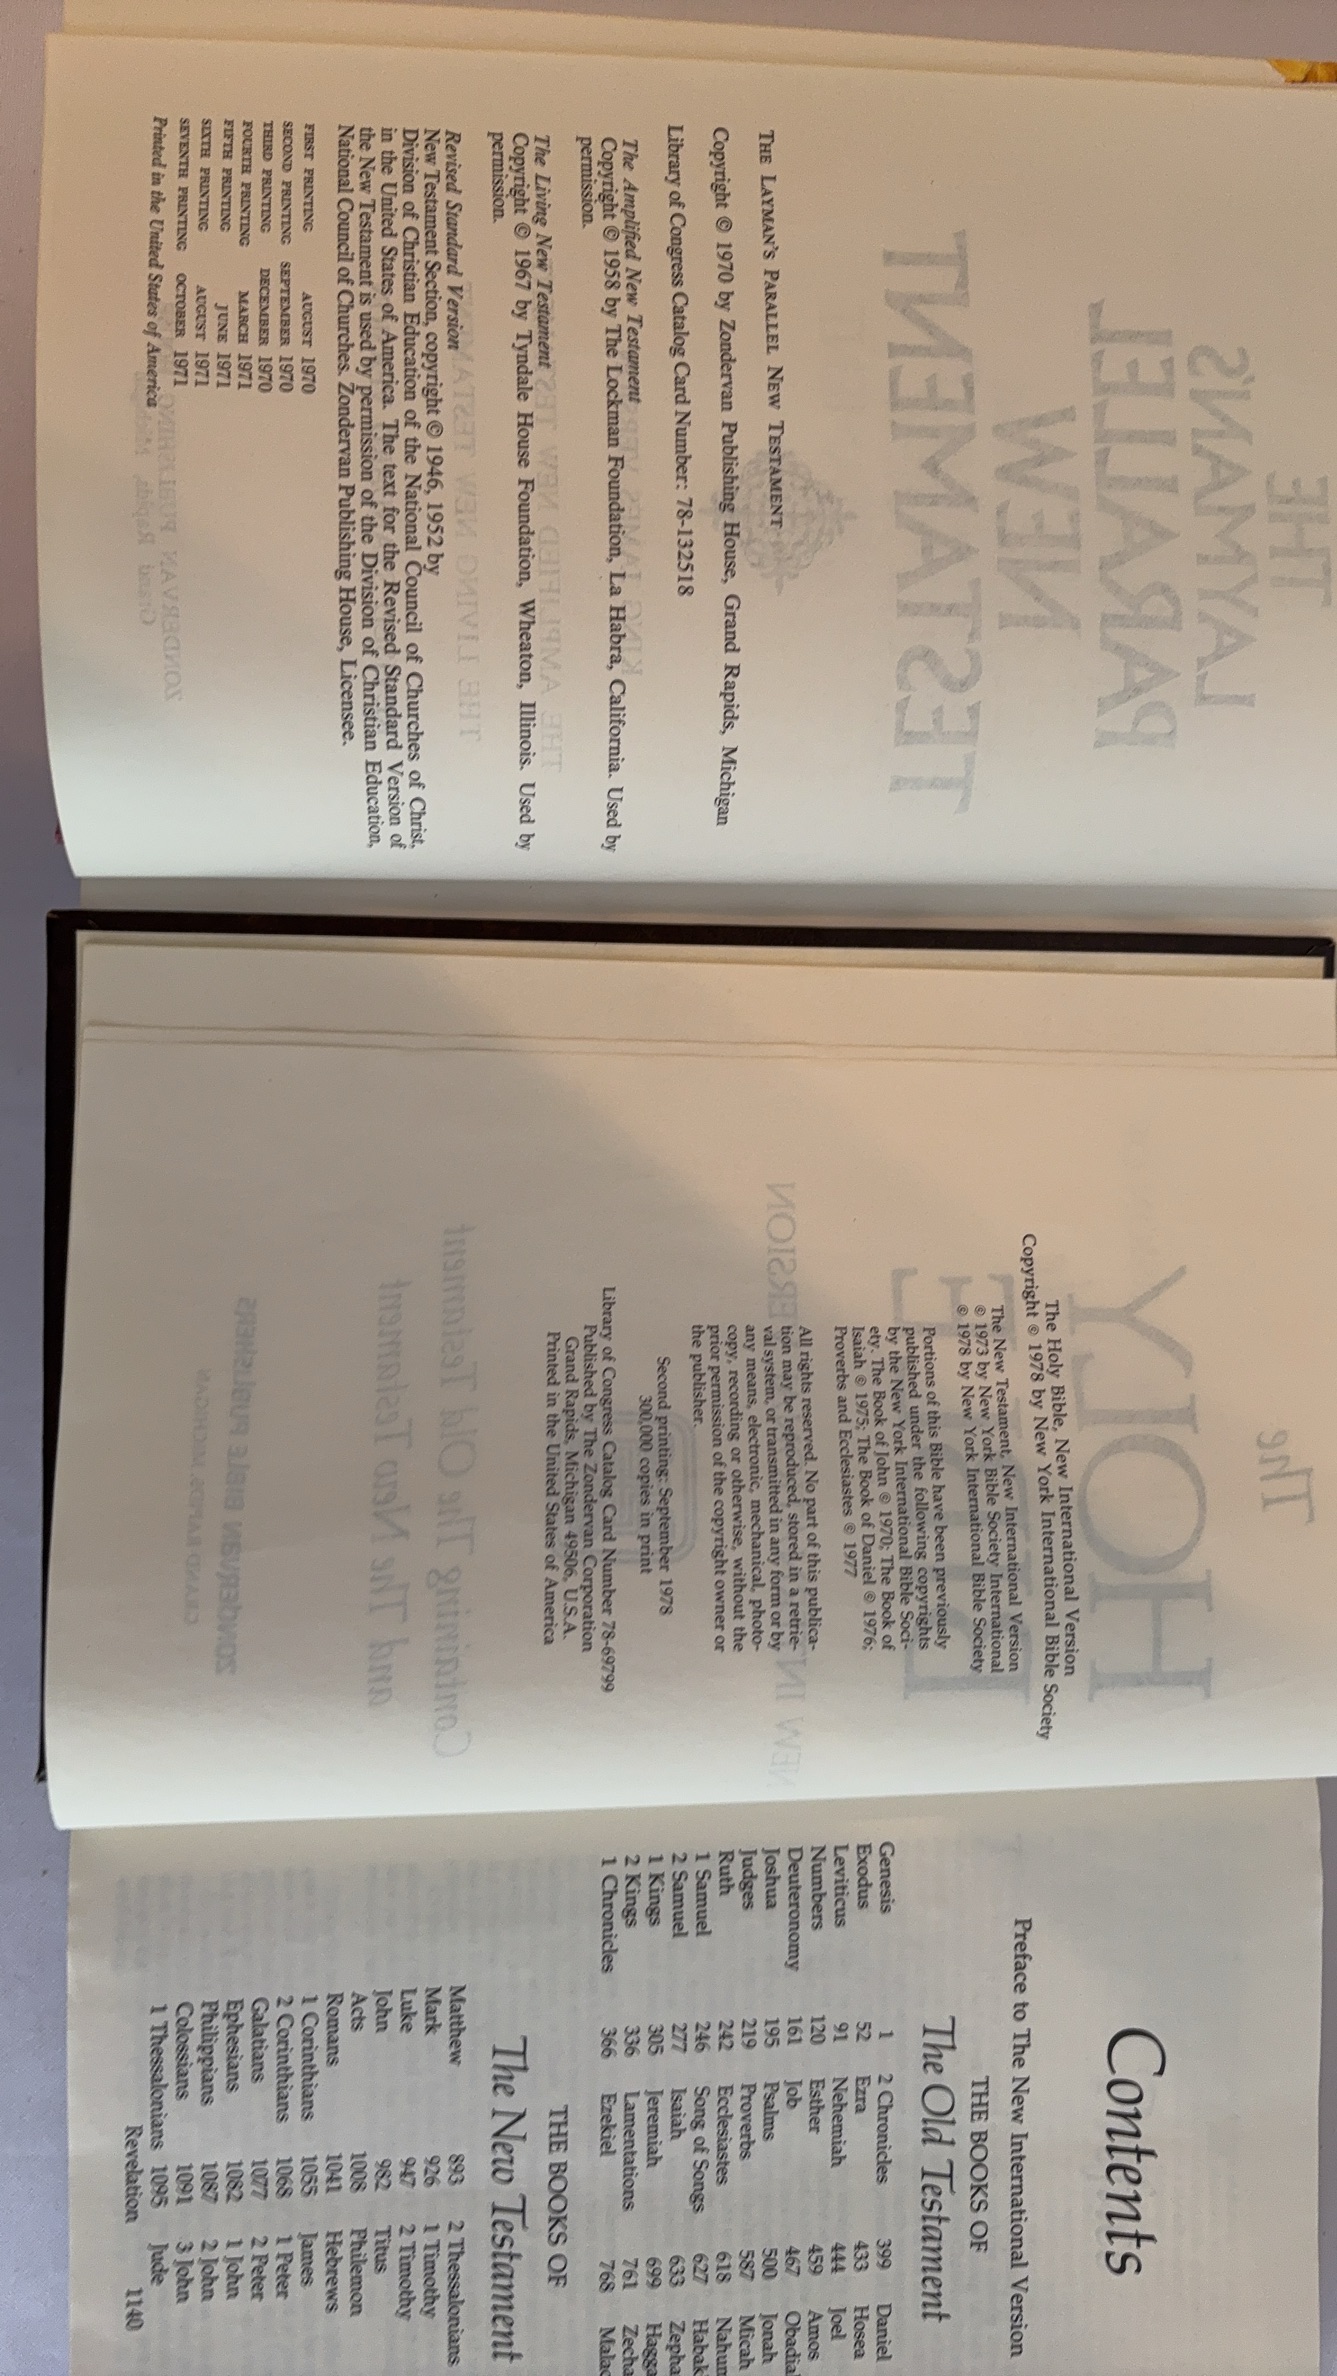 THE LAYMAN'S PARALLEL NEW TESTAMENT
Copyright © 1970 by Zondervan Publishing House, Grand Rapids, Michigan
Library of Congress Catalog Card Number: 78-132518
The Amplified New Testament
Copyright © 1958 by The Lockman Foundation, La Habra, California. Used by
permission.
The Living New Testament
Copyright © 1967 by Tyndale House Foundation, Wheaton, Illinois. Used by
permission.
Revised Standard Version
New Testament Section, copyright © 1946, 1952 by
Division of Christian Education of the National Council of Churches of Christ,
in the United States of America. The text for the Revised Standard Version of
the New Testament is used by permission of the Division of Christian Education,
National Council of Churches. Zondervan Publishing House, Licensee.
FIRST PRINTING AUGUST 1970
SECOND PRINTING SEPTEMBER 1970
THIRD PRINTING DECEMBER 1970
FOURTH PRINTING MARCH 1971
FIFTH PRINTING JUNE 1971
SIXTH PRINTING AUGUST 1971
SEVENTH PRINTING OCTOBER 1971
Printed in the United States of America
The Holy Bible, New International Version
Copyright © 1978 by New York International Bible Society
The New Testament, New International Version
© 1973 by New York Bible Society International
© 1978 by New York International Bible Society
Portions of this Bible have been previously
published under the following copyrights
by the New York International Bible Soci-
ety. The Book of John © 1970; The Book of
Isaiah © 1975; The Book of Daniel © 1976;
Proverbs and Ecclesiastes © 1977
All rights reserved. No part of this publica-
tion may be reproduced, stored in a retrie-
val system, or transmitted in any form or by
any means, electronic, mechanical, photo-
copy, recording or otherwise, without the
prior permission of the copyright owner or
the publisher.
Second printing: September 1978
300,000 copies in print
Library of Congress Catalog Card Number 78-69799
Published by The Zondervan Corporation
Grand Rapids, Michigan 49506, U.S.A.
Printed in the United States of America
Contents
Preface to The New International Version
THE BOOKS OF
The Old Testament
Genesis 1 2 Chronicles 399 Daniel
Exodus 52 Ezra 433 Hosea
Leviticus 91 Nehemiah 444 Joel
Numbers 120 Esther 459 Amos
Deuteronomy 161 Job 467 Obadia
Joshua 195 Psalms 500 Jonah
Judges 219 Proverbs 587 Micah
Ruth 242 Ecclesiastes 618 Nahum
1 Samuel 246 Song of Songs 627 Habak
2 Samuel 277 Isaiah 633 Zepha
1 Kings 305 Jeremiah 699 Hagga
2 Kings 336 Lamentations 761 Zecha
1 Chronicles 366 Ezekiel 768 Malac
THE BOOKS OF
The New Testament
Matthew 893 2 Thessalonians
Mark 926 1 Timothy
Luke 947 2 Timothy
John 982 Titus
Acts 1008 Philemon
Romans 1041 Hebrews
1 Corinthians 1055 James
2 Corinthians 1068 1 Peter
Galatians 1077 2 Peter
Ephesians 1082 1 John
Philippians 1087 2 John
Colossians 1091 3 John
1 Thessalonians 1095 Jude
Revelation 1140